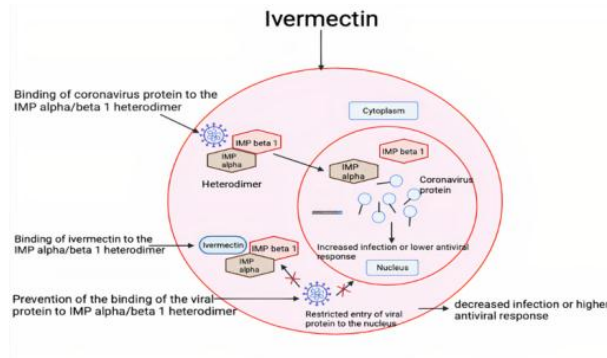 Ivermectin
Binding of coronavirus protein to the
IMP alpha/beta 1 heterodimer
Cytoplasm
IMP beta 1
IMP
alpha
Heterodimer
IMP beta 1
IMP
alpha
Coronavirus
protein
Increased infection or lower antiviral
response
Nucleus
Binding of ivermectin to the
IMP alpha/beta 1 heterodimer
Ivermectin
IMP beta 1
IMP
alpha
Prevention of the binding of the viral
protein to IMP alpha/beta 1 heterodimer
Restricted entry of viral
protein to the nucleus
decreased infection or higher
antiviral response